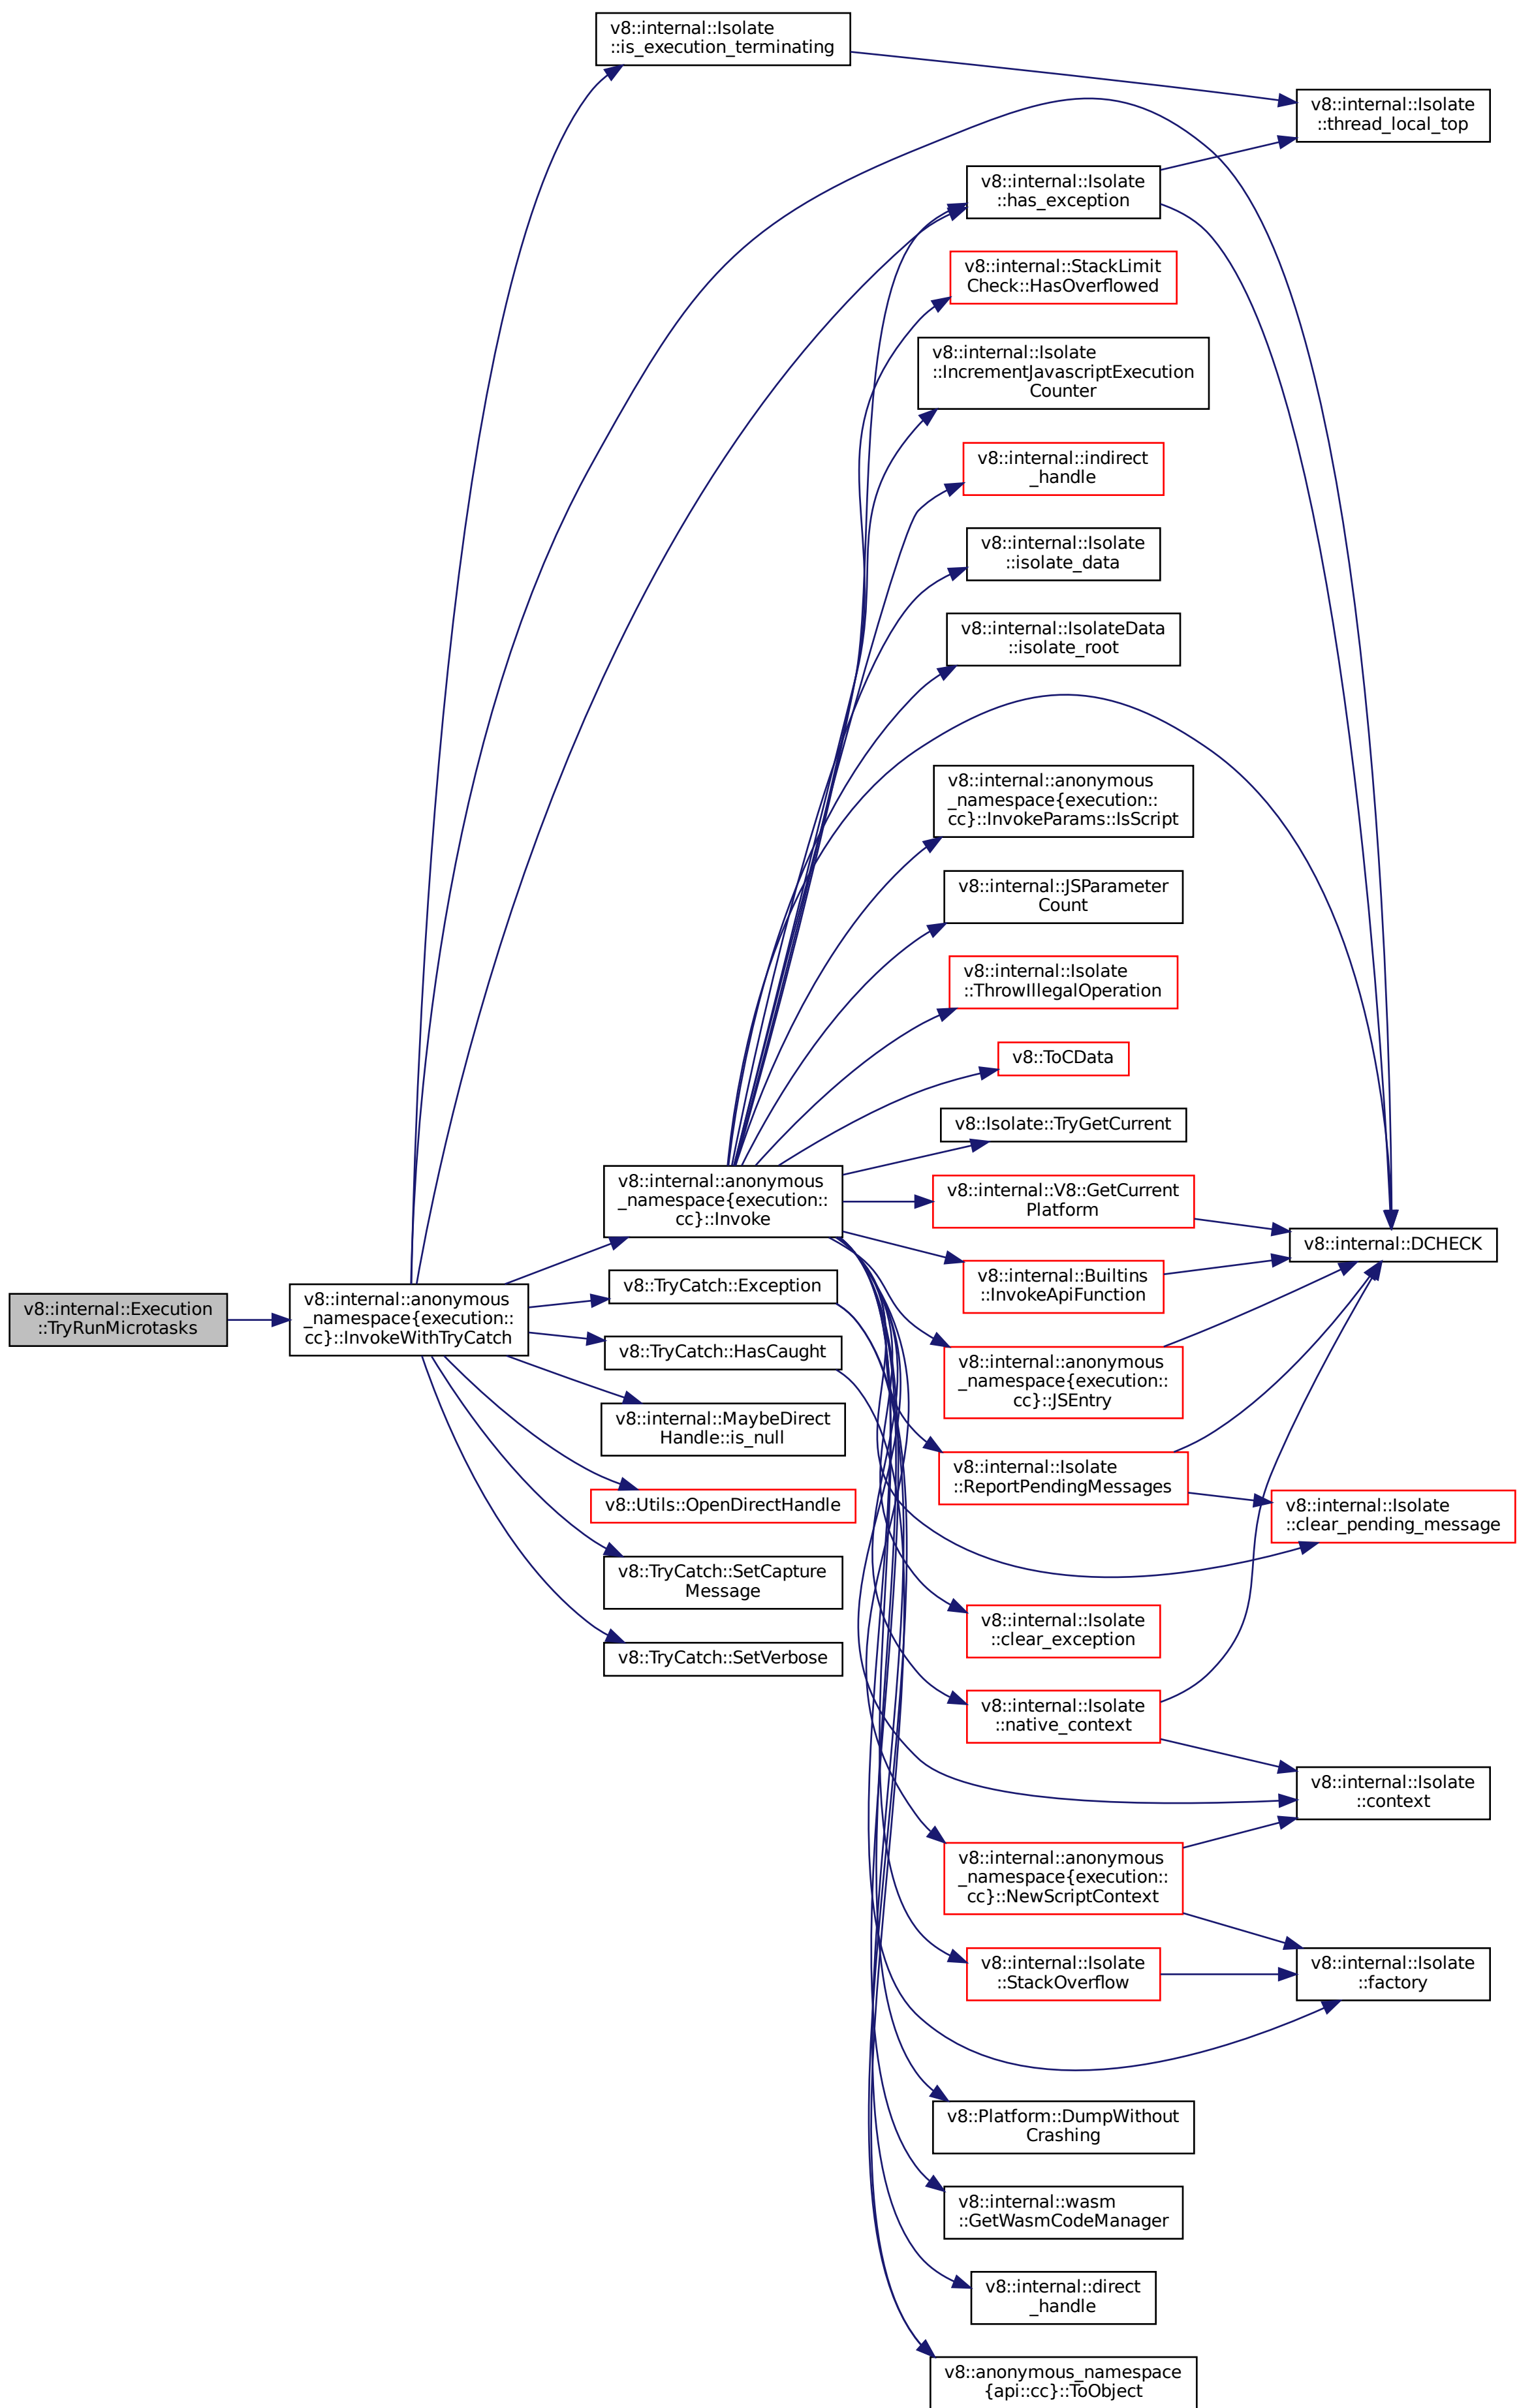 v8::internal::Isolate
::is_execution_terminating
v8::internal::Isolate
::thread_local_top
v8::internal::Isolate
::has_exception
v8::internal::StackLimit
Check::HasOverflowed
v8::internal::Isolate
::IncrementJavascriptExecution
Counter
v8::internal::indirect
_handle
v8::internal::Isolate
::isolate_data
v8::internal::IsolateData
::isolate_root
v8::internal::anonymous
_namespace{execution::
cc}::InvokeParams::IsScript
v8::internal::JSParameter
Count
v8::internal::Isolate
::ThrowIllegalOperation
v8::ToCData
v8::Isolate::TryGetCurrent
v8::internal::anonymous
_namespace{execution::
cc}::Invoke
v8::internal::V8::GetCurrent
Platform
v8::internal::DCHECK
v8::internal::Builtins
::InvokeApiFunction
v8::internal::Execution
::TryRunMicrotasks
v8::internal::anonymous
_namespace{execution::
cc}::InvokeWithTryCatch
v8::TryCatch::Exception
v8::TryCatch::HasCaught
v8::internal::anonymous
_namespace{execution::
cc}::JSEntry
v8::internal::MaybeDirect
Handle::is_null
v8::internal::Isolate
::ReportPendingMessages
v8::Utils::OpenDirectHandle
v8::internal::Isolate
::clear_pending_message
v8::TryCatch::SetCapture
Message
v8::internal::Isolate
::clear_exception
v8::TryCatch::SetVerbose
v8::internal::Isolate
::native_context
v8::internal::Isolate
::context
v8::internal::anonymous
_namespace{execution::
cc}::NewScriptContext
v8::internal::Isolate
::StackOverflow
v8::internal::Isolate
::factory
v8::Platform::DumpWithout
Crashing
v8::internal::wasm
::GetWasmCodeManager
v8::internal::direct
_handle
v8::anonymous_namespace
{api::cc}::ToObject